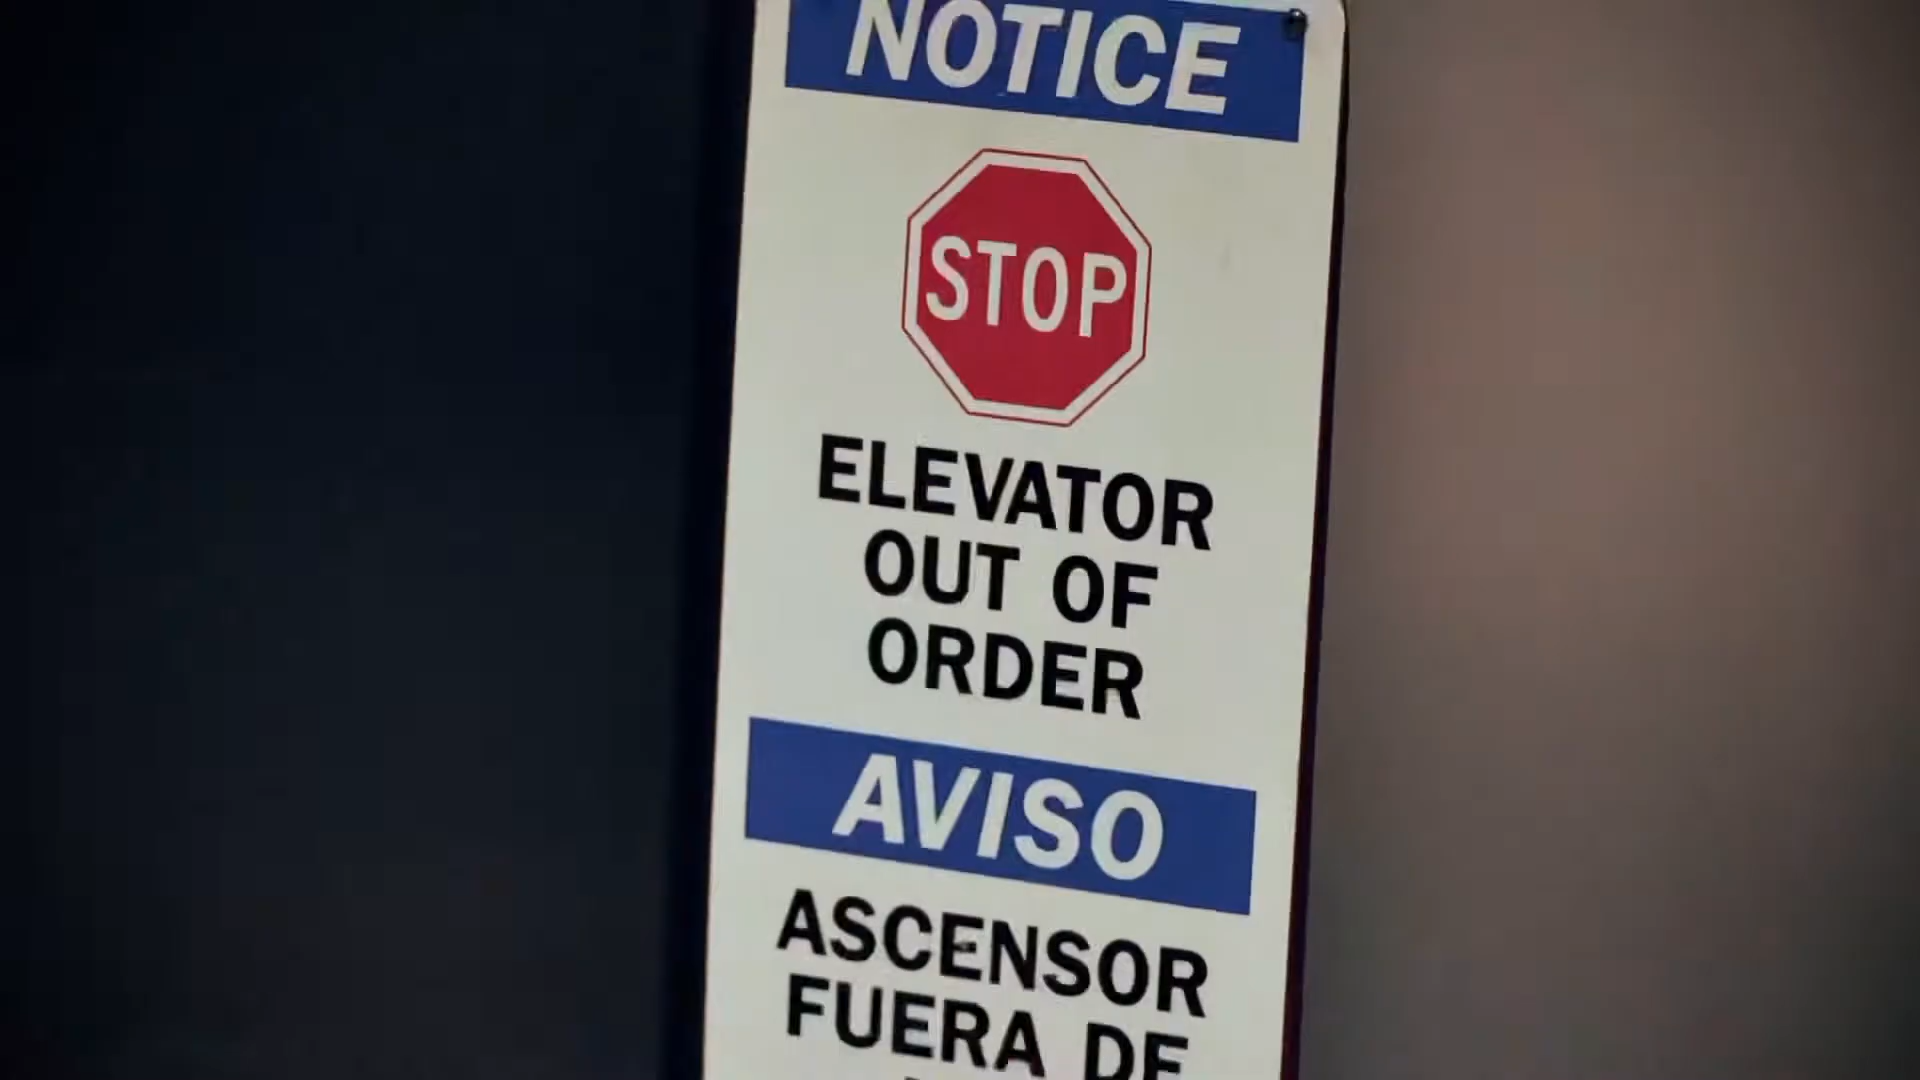 NOTICE
STOP
ELEVATOR
OUT OF
ORDER
AVISO
ASCENSOR
FUERA DE